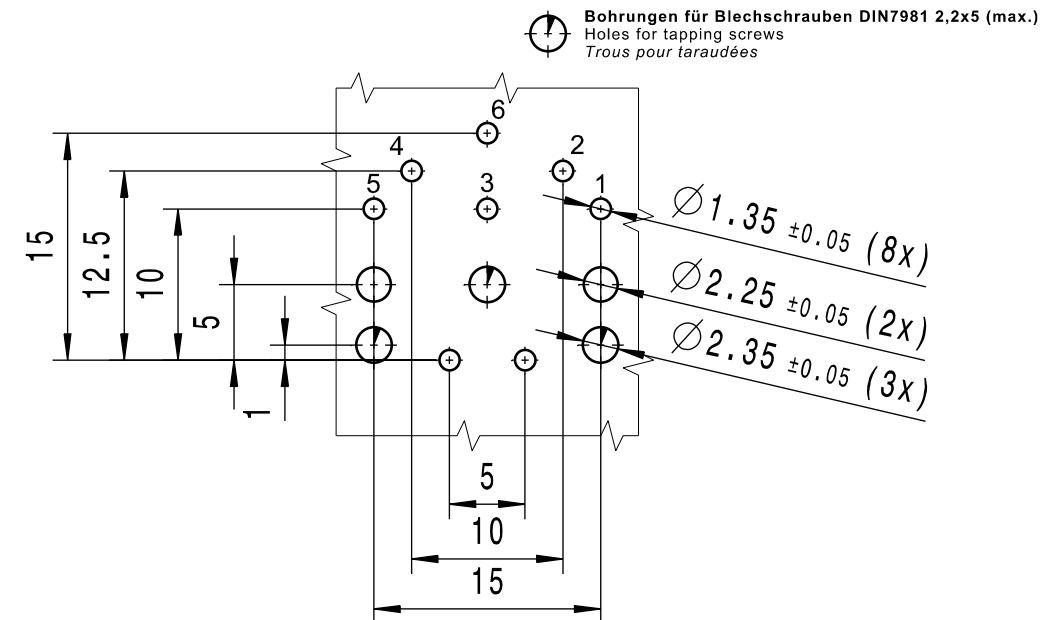 Bohrungen für Blechschrauben DIN7981 2,2x5 (max.)
Holes for tapping screws
Trous pour taraudées
6
4
2
5
3
1
∅1.35 ±0.05 (8x)
∅2.25 ±0.05 (2x)
∅2.35 ±0.05 (3x)
15
12.5
10
5
1
5
10
15